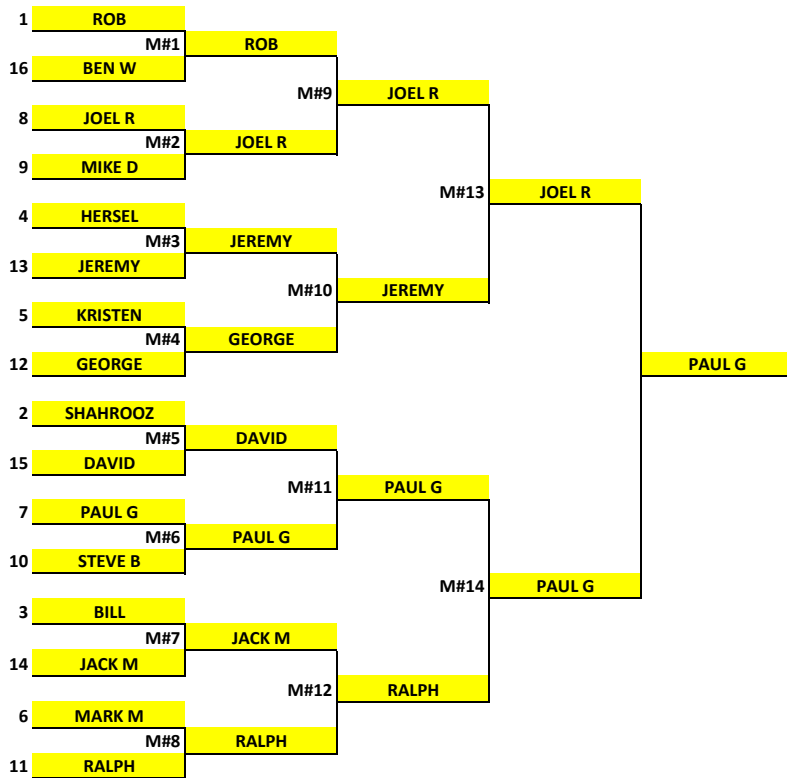 1 ROB
M#1 ROB
16 BEN W
M#9 JOEL R
8 JOEL R
M#2 JOEL R
9 MIKE D
M#13 JOEL R
4 HERSEL
M#3 JEREMY
13 JEREMY
M#10 JEREMY
5 KRISTEN
M#4 GEORGE
12 GEORGE
PAUL G
2 SHAHROOZ
M#5 DAVID
15 DAVID
M#11 PAUL G
7 PAUL G
M#6 PAUL G
10 STEVE B
M#14 PAUL G
3 BILL
M#7 JACK M
14 JACK M
M#12 RALPH
6 MARK M
M#8 RALPH
11 RALPH